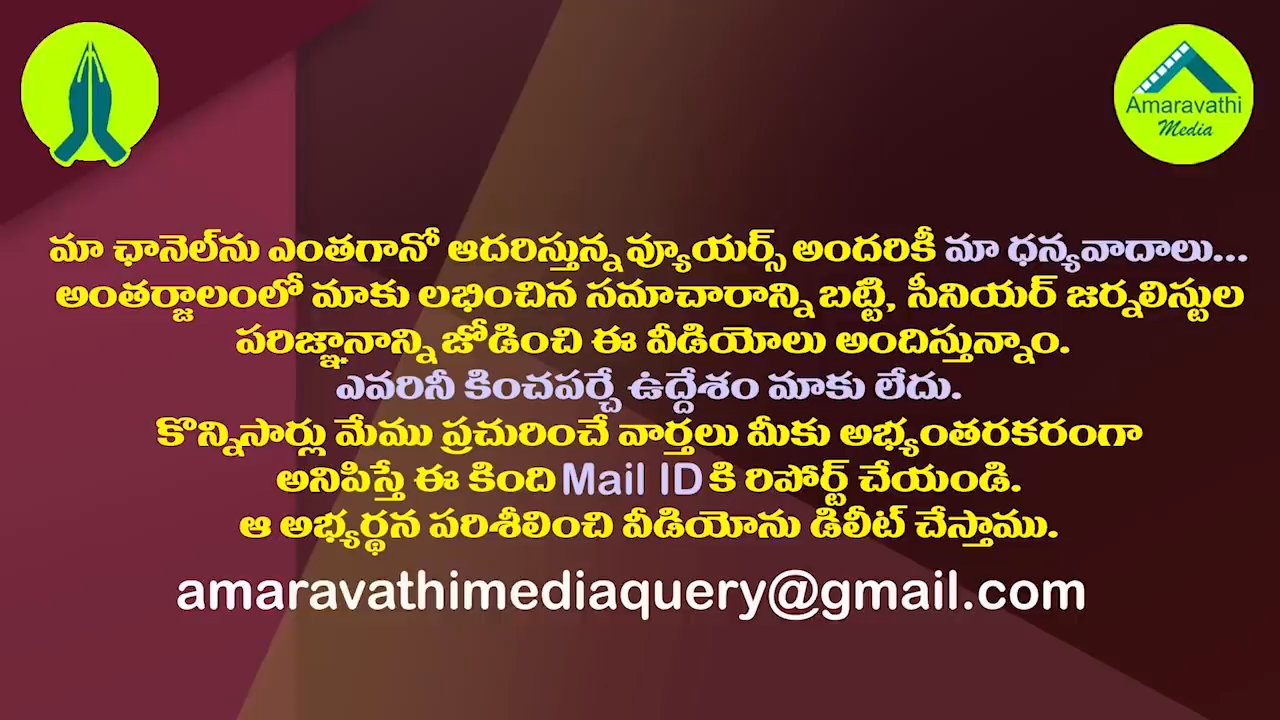 Amaravathi
Media
మా ఛానెల్‌ను ఎంతగానో ఆదరిస్తున్న వ్యూయర్స్ అందరికీ మా ధన్యవాదాలు...
అంతర్జాలంలో మాకు లభించిన సమాచారాన్ని బట్టి, సీనియర్ జర్నలిస్టుల
పరిజ్ఞానాన్ని జోడించి ఈ వీడియోలు అందిస్తున్నాం.
ఎవరినీ కించపర్చే ఉద్దేశం మాకు లేదు.
కొన్నిసార్లు మేము ప్రచురించే వార్తలు మీకు అభ్యంతరకరంగా
అనిపిస్తే ఈ కింది Mail ID కి రిపోర్ట్ చేయండి.
ఆ అభ్యర్థన పరిశీలించి వీడియోను డిలీట్ చేస్తాము.
amaravathimediaquery@gmail.com